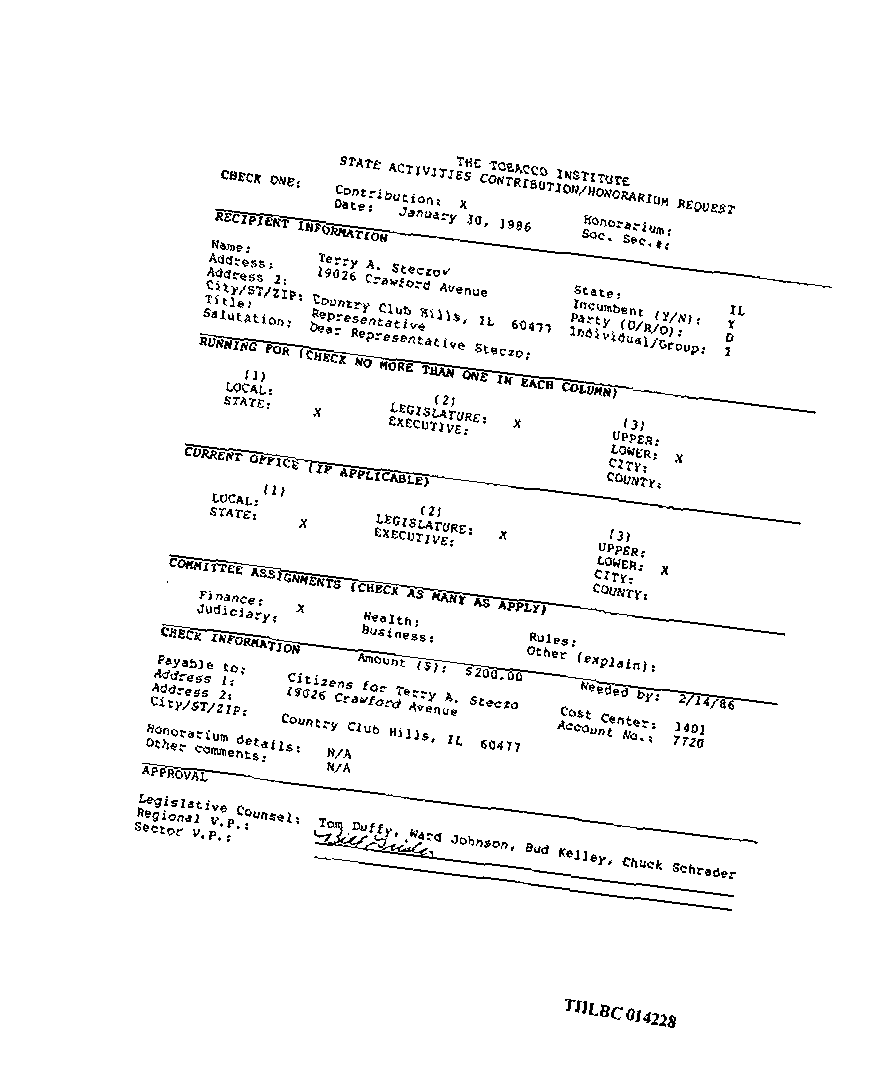 THE TOBACCO INSTITUTE
STATE ACTIVITIES CONTRIBUTION/HONORARIUM REQUEST
CHECK ONE: Contribution: X Honorarium:
Date: January 30, 1986 Soc. Sec.#:
RECIPIENT INFORMATION
Name: Terry A. Steczo State: IL
Address: 19026 Crawford Avenue Incumbent (Y/N): Y
Address 2: Party (D/R/O): D
City/ST/ZIP: Country Club Hills, IL 60477 Individual/Group: I
Title: Representative
Salutation: Dear Representative Steczo:
RUNNING FOR (CHECK NO MORE THAN ONE IN EACH COLUMN)
(1) (2) (3)
LOCAL: LEGISLATURE: X UPPER:
STATE: X EXECUTIVE: LOWER: X
CITY:
COUNTY:
CURRENT OFFICE (IF APPLICABLE)
(1) (2) (3)
LOCAL: LEGISLATURE: X UPPER:
STATE: X EXECUTIVE: LOWER: X
CITY:
COUNTY:
COMMITTEE ASSIGNMENTS (CHECK AS MANY AS APPLY)
Finance: X Health: Rules:
Judiciary: Business: Other (explain):
CHECK INFORMATION Amount ($): $200.00 Needed by: 2/14/86
Payable to: Citizens for Terry A. Steczo Cost Center: 1401
Address 1: 19026 Crawford Avenue Account No.: 7720
Address 2:
City/ST/ZIP: Country Club Hills, IL 60477
Honorarium details: N/A
Other comments: N/A
APPROVAL
Legislative Counsel: Tom Duffy, Ward Johnson, Bud Kelley, Chuck Schrader
Regional V.P.: Bill
Sector V.P.:
TIILBC 014228